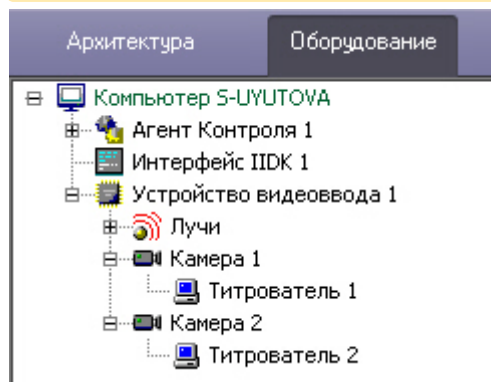 Архитектура Оборудование
Компьютер S-UYUTOVA
Агент Контроля 1
Интерфейс IIDK 1
Устройство видеоввода 1
Лучи
Камера 1
Титрователь 1
Камера 2
Титрователь 2